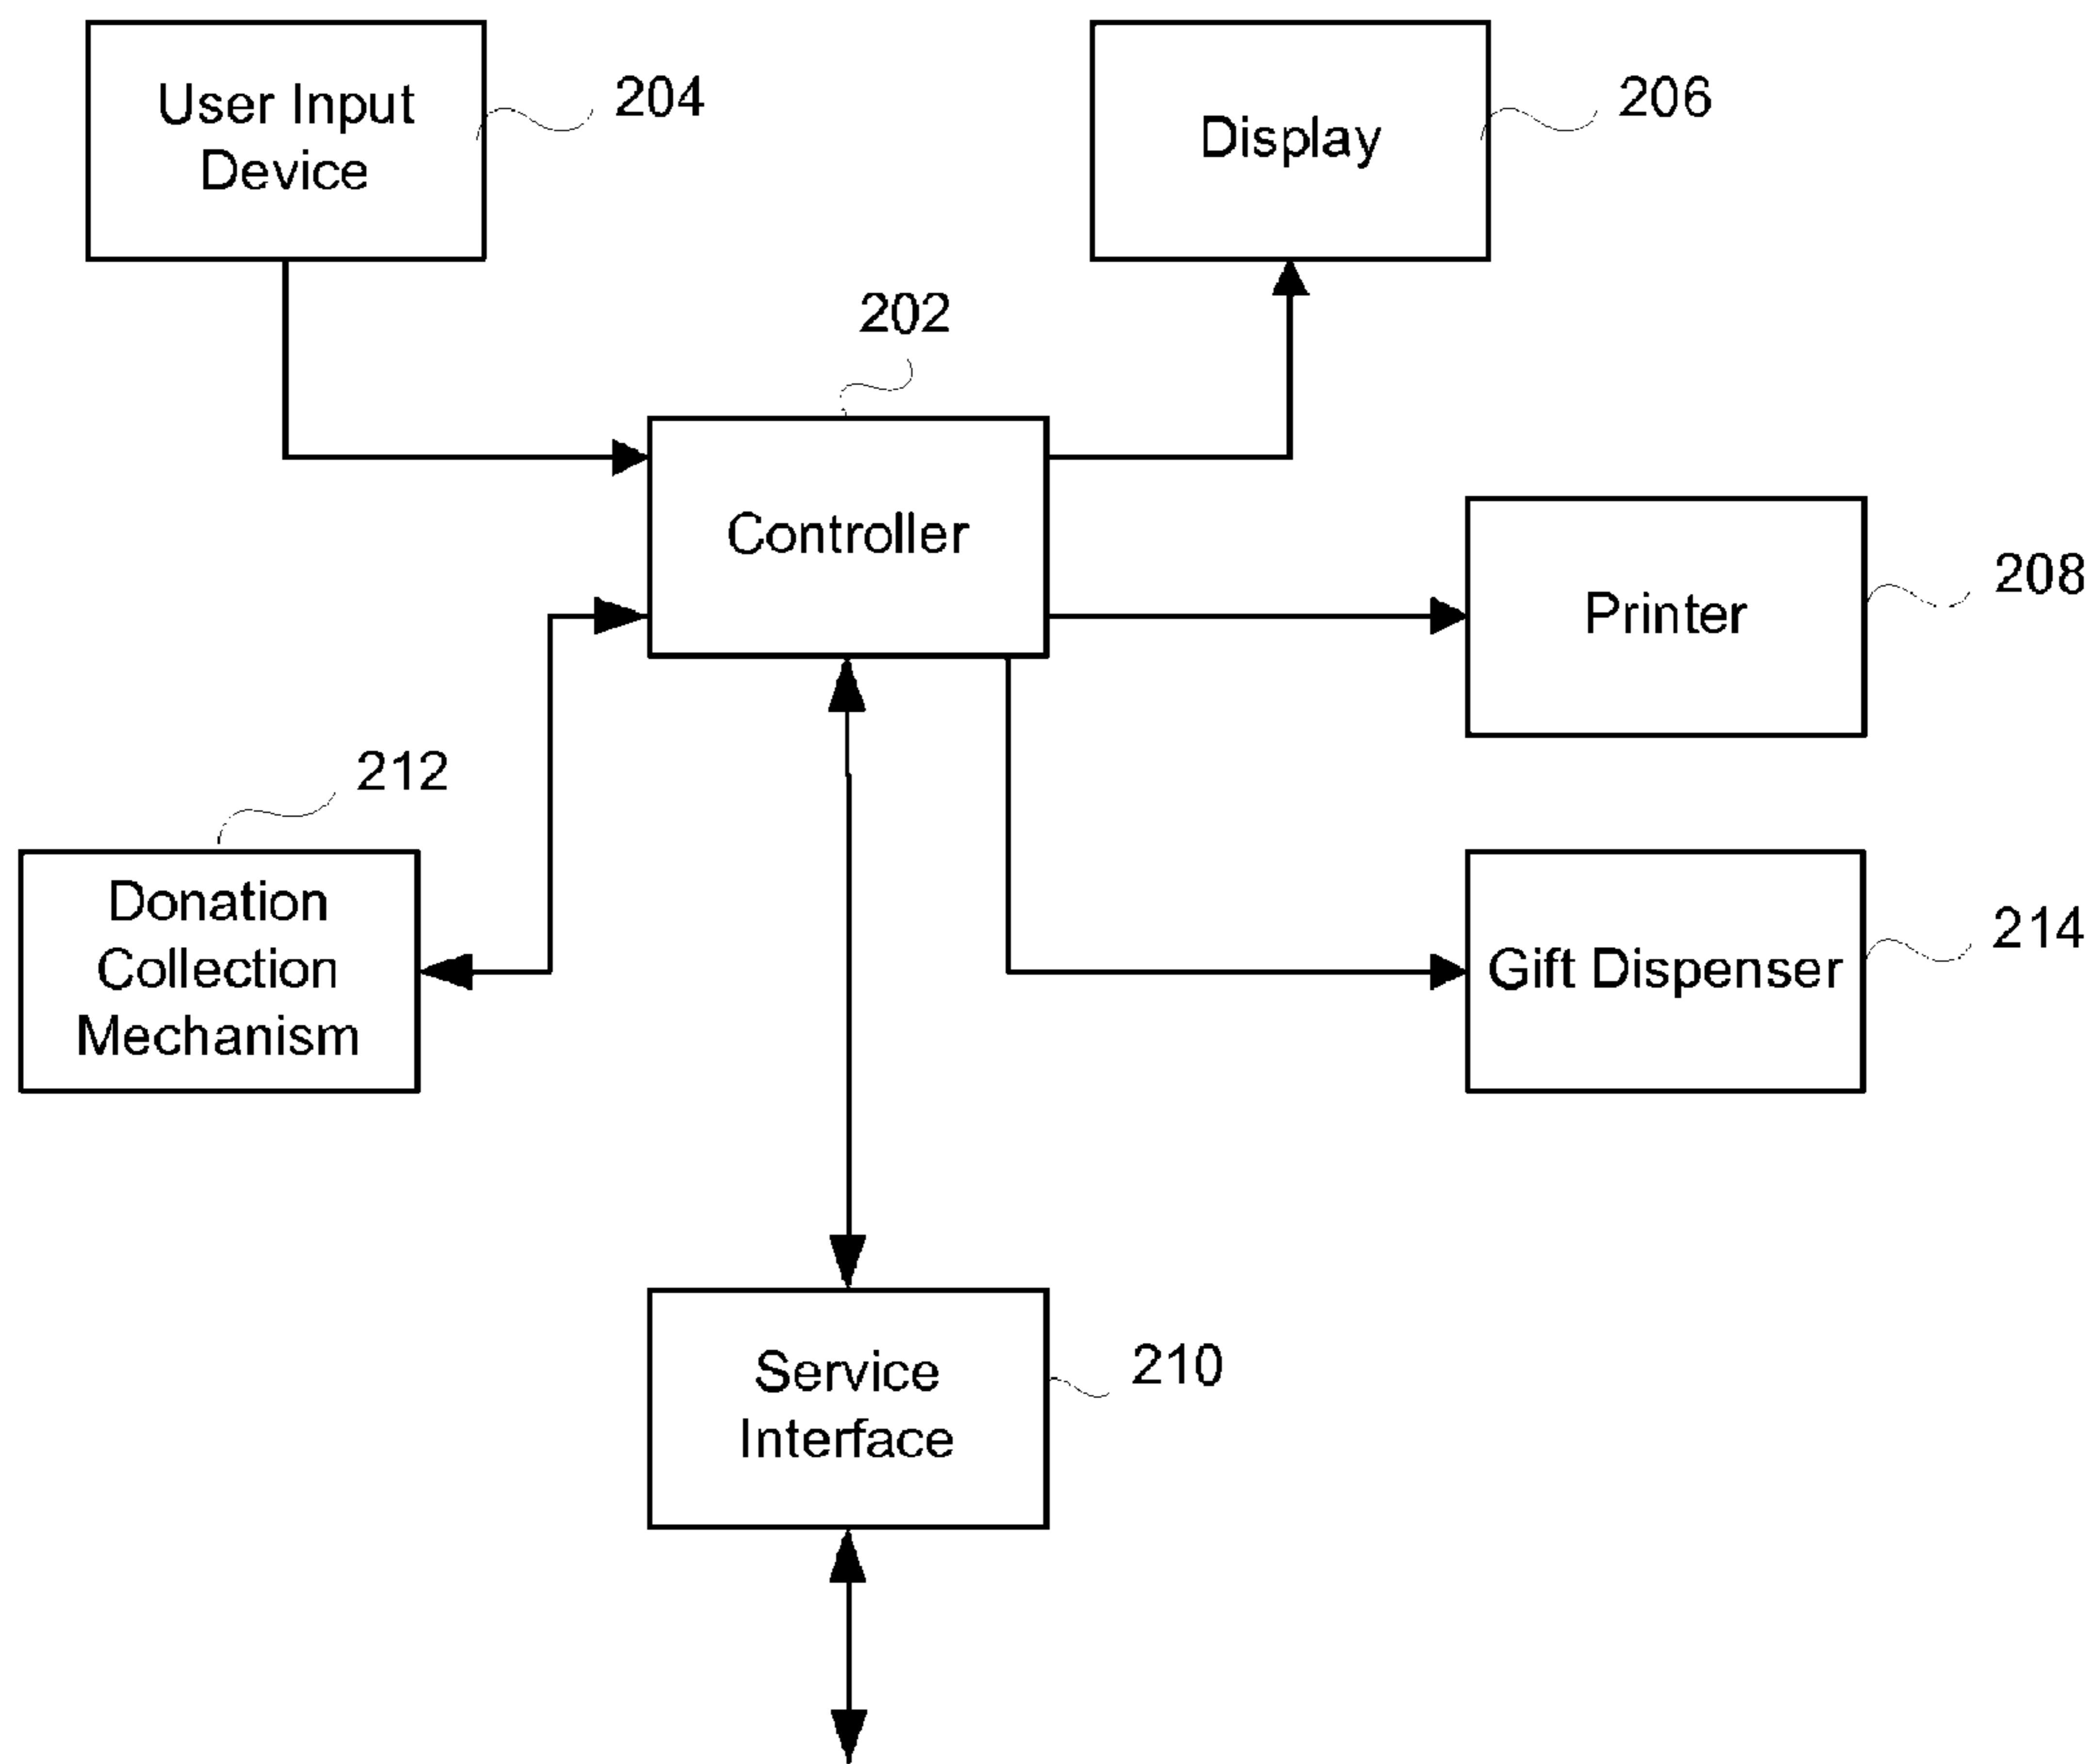 User Input
Device
204
Display
206
202
Controller
Printer
208
212
Donation
Collection
Mechanism
Gift Dispenser
214
Service
Interface
210